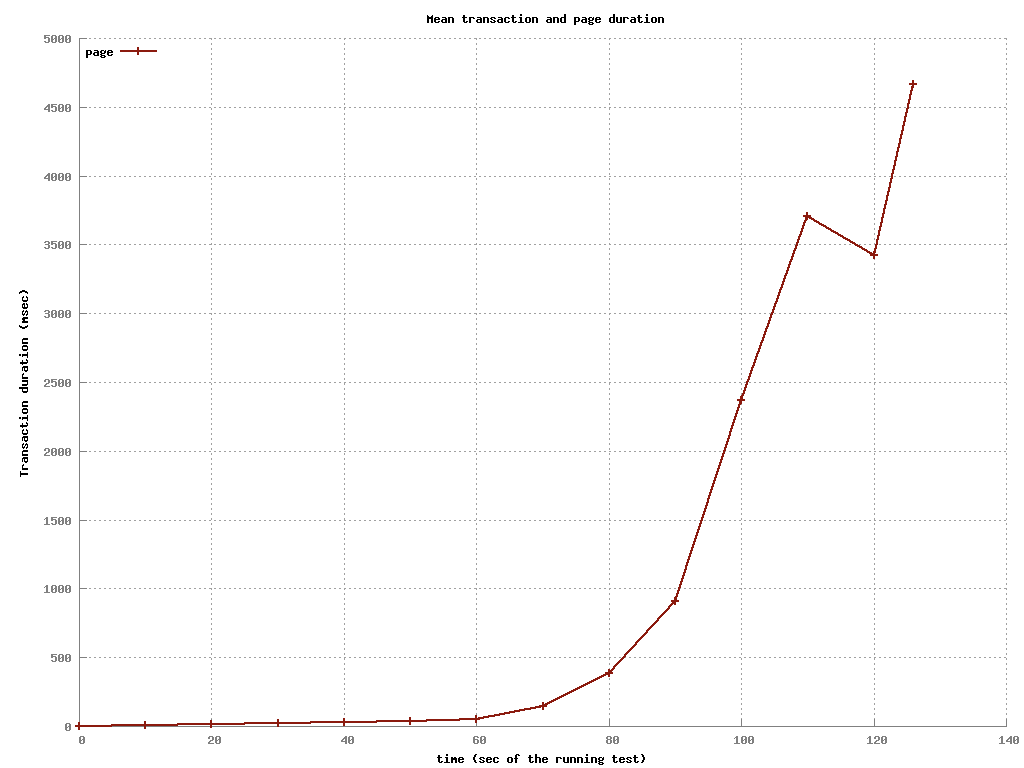 Mean transaction and page duration
page
5000
4500
4000
3500
3000
2500
2000
1500
1000
500
0
Transaction duration (msec)
0 20 40 60 80 100 120 140
time (sec of the running test)